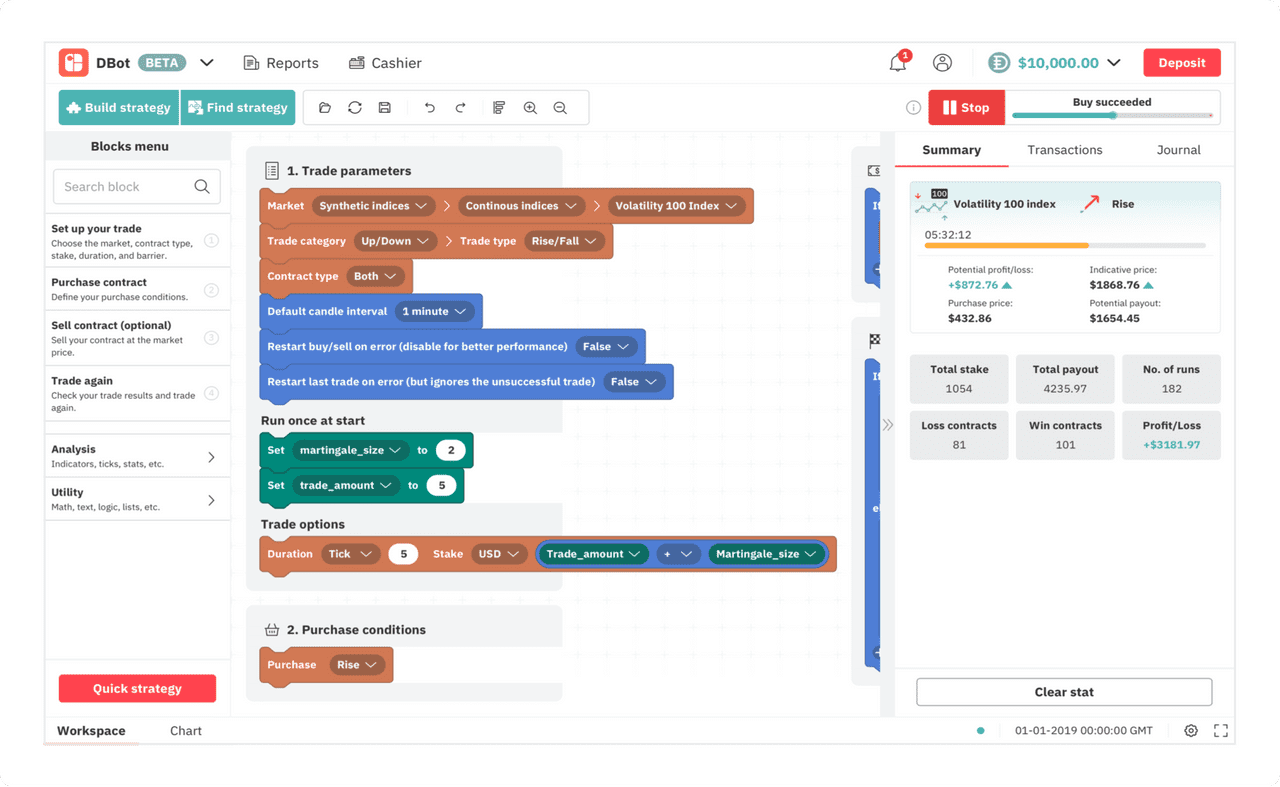 DBot BETA Reports Cashier 1 $10,000.00 Deposit
Build strategy Find strategy Stop Buy succeeded
Blocks menu
Search block
Set up your trade
Choose the market, contract type,
stake, duration, and barrier.
1
Purchase contract
Define your purchase conditions.
2
Sell contract (optional)
Sell your contract at the market
price.
3
Trade again
Check your trade results and trade
again.
4
Analysis
Indicators, ticks, stats, etc.
Utility
Math, text, logic, lists, etc.
Quick strategy
1. Trade parameters
Market Synthetic indices Continous indices Volatility 100 Index
Trade category Up/Down Trade type Rise/Fall
Contract type Both
Default candle interval 1 minute
Restart buy/sell on error (disable for better performance) False
Restart last trade on error (but ignores the unsuccessful trade) False
Run once at start
Set martingale_size to 2
Set trade_amount to 5
Trade options
Duration Tick 5 Stake USD Trade_amount + Martingale_size
2. Purchase conditions
Purchase Rise
Summary Transactions Journal
100 Volatility 100 index Rise
05:32:12
Potential profit/loss: Indicative price:
+$872.76 $1868.76
Purchase price: Potential payout:
$432.86 $1654.45
Total stake Total payout No. of runs
1054 4235.97 182
Loss contracts Win contracts Profit/Loss
81 101 +$3181.97
Clear stat
Workspace Chart 01-01-2019 00:00:00 GMT